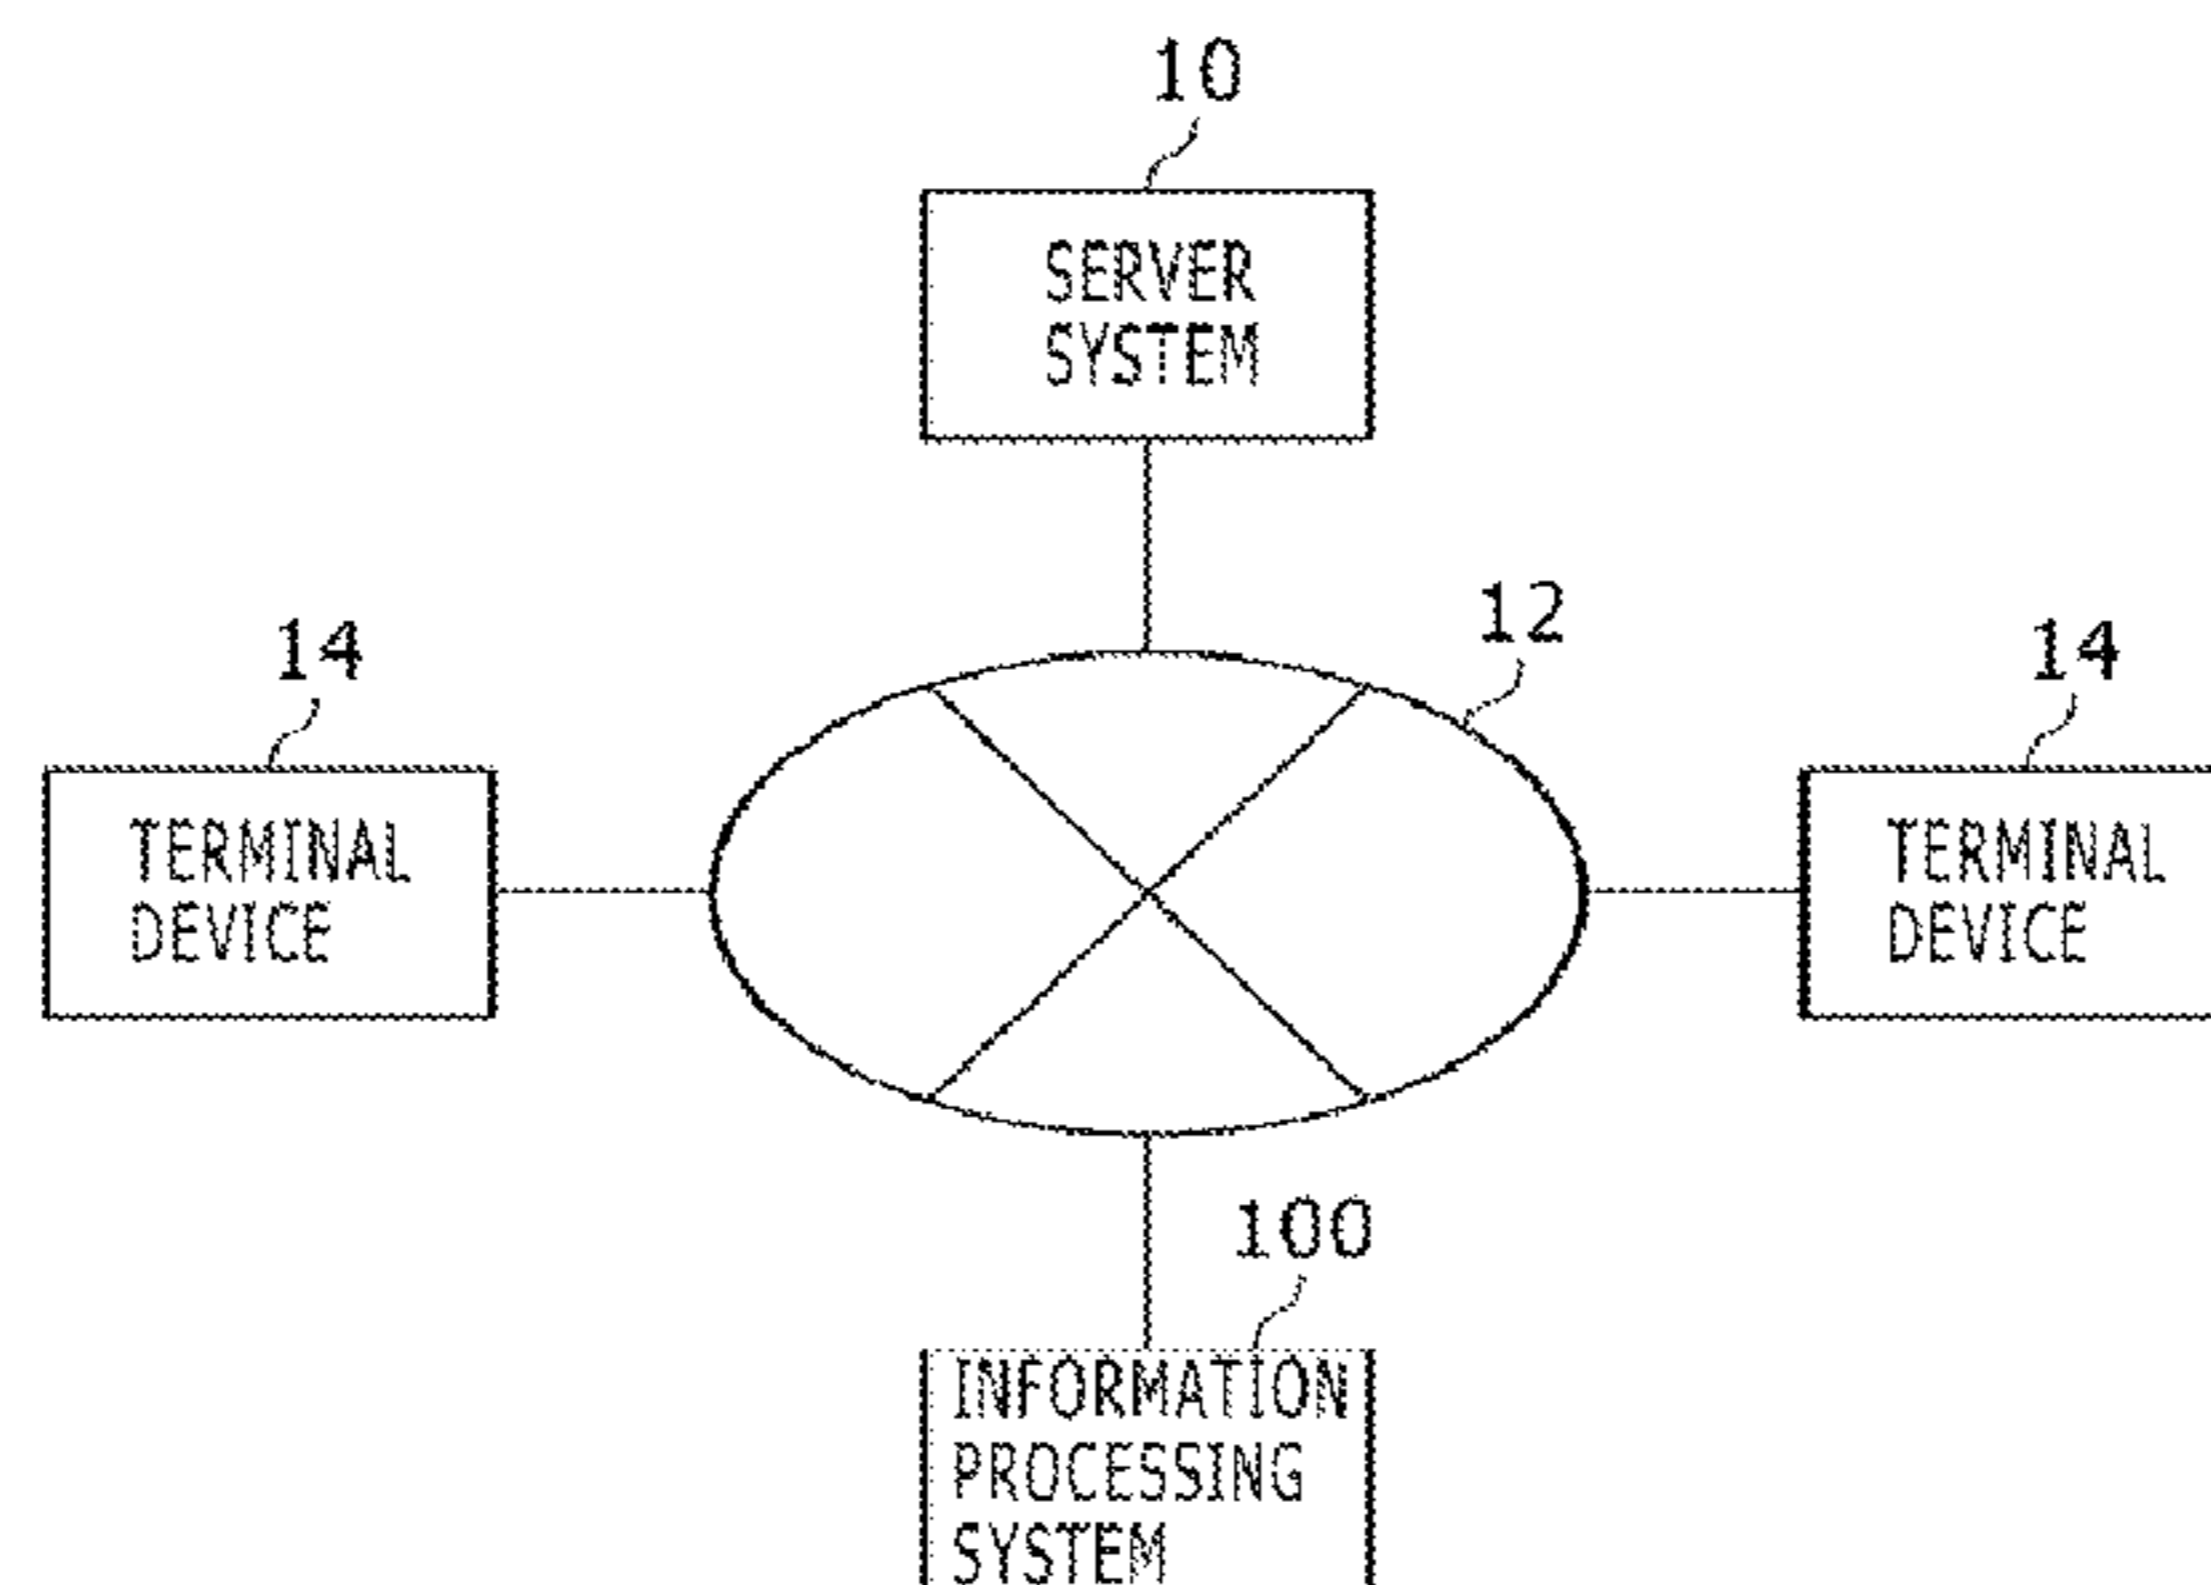 10
SERVER
SYSTEM
12
14
14
TERMINAL
DEVICE
TERMINAL
DEVICE
100
INFORMATION
PROCESSING
SYSTEM